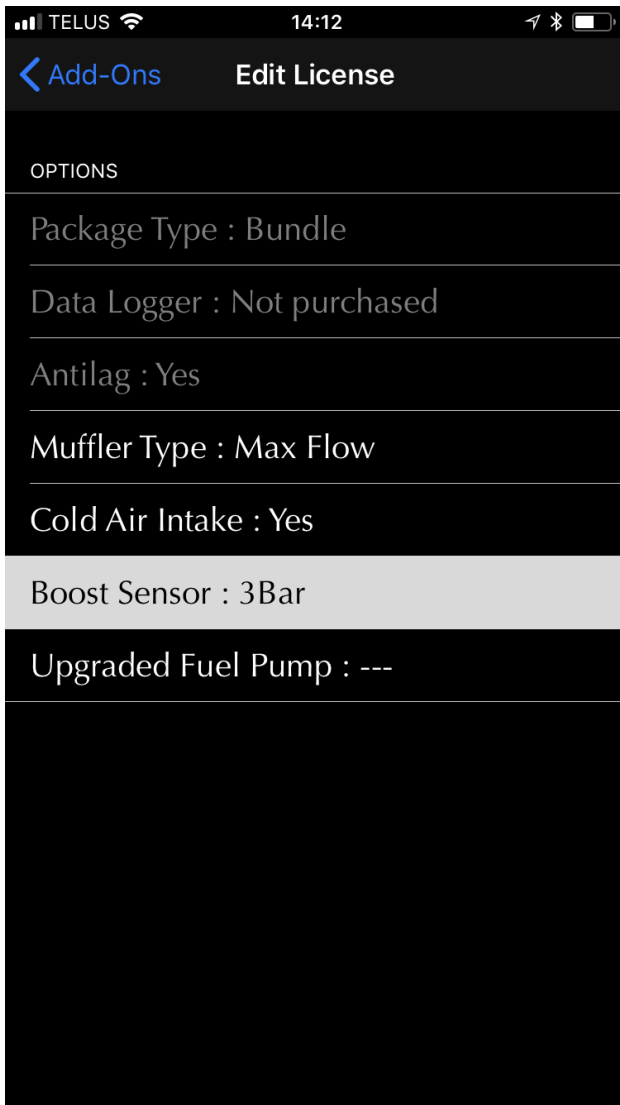 TELUS 14:12
Add-Ons Edit License
OPTIONS
Package Type : Bundle
Data Logger : Not purchased
Antilag : Yes
Muffler Type : Max Flow
Cold Air Intake : Yes
Boost Sensor : 3Bar
Upgraded Fuel Pump : ---